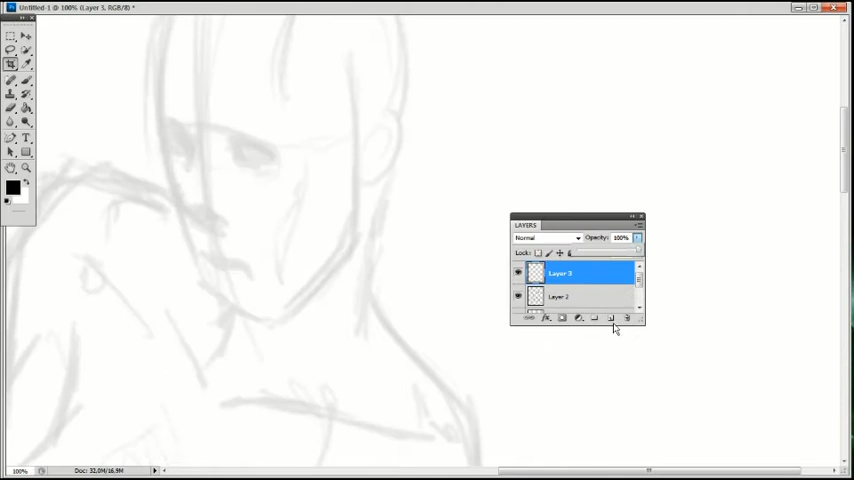 Untitled-1 @ 100% (Layer 3, RGB/8) *
LAYERS
Normal Opacity: 100%
Lock:
Layer 3
Layer 2
100% Doc: 32,0M/16,9M